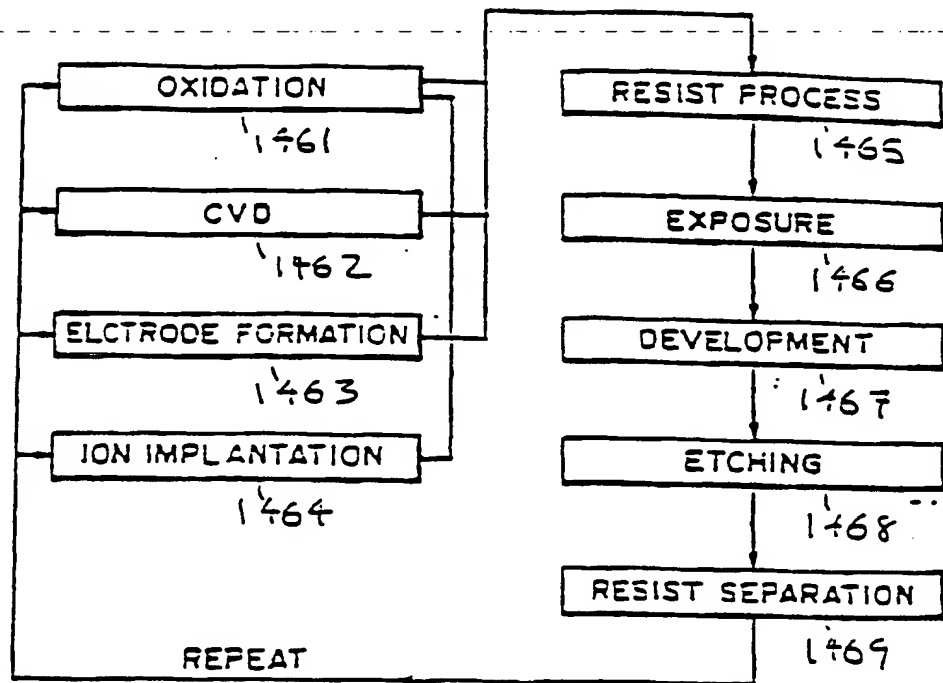 OXIDATION
1461
CVD
1462
ELCTRODE FORMATION
1463
ION IMPLANTATION
1464
RESIST PROCESS
1465
EXPOSURE
1466
DEVELOPMENT
1467
ETCHING
1468
RESIST SEPARATION
1469
REPEAT